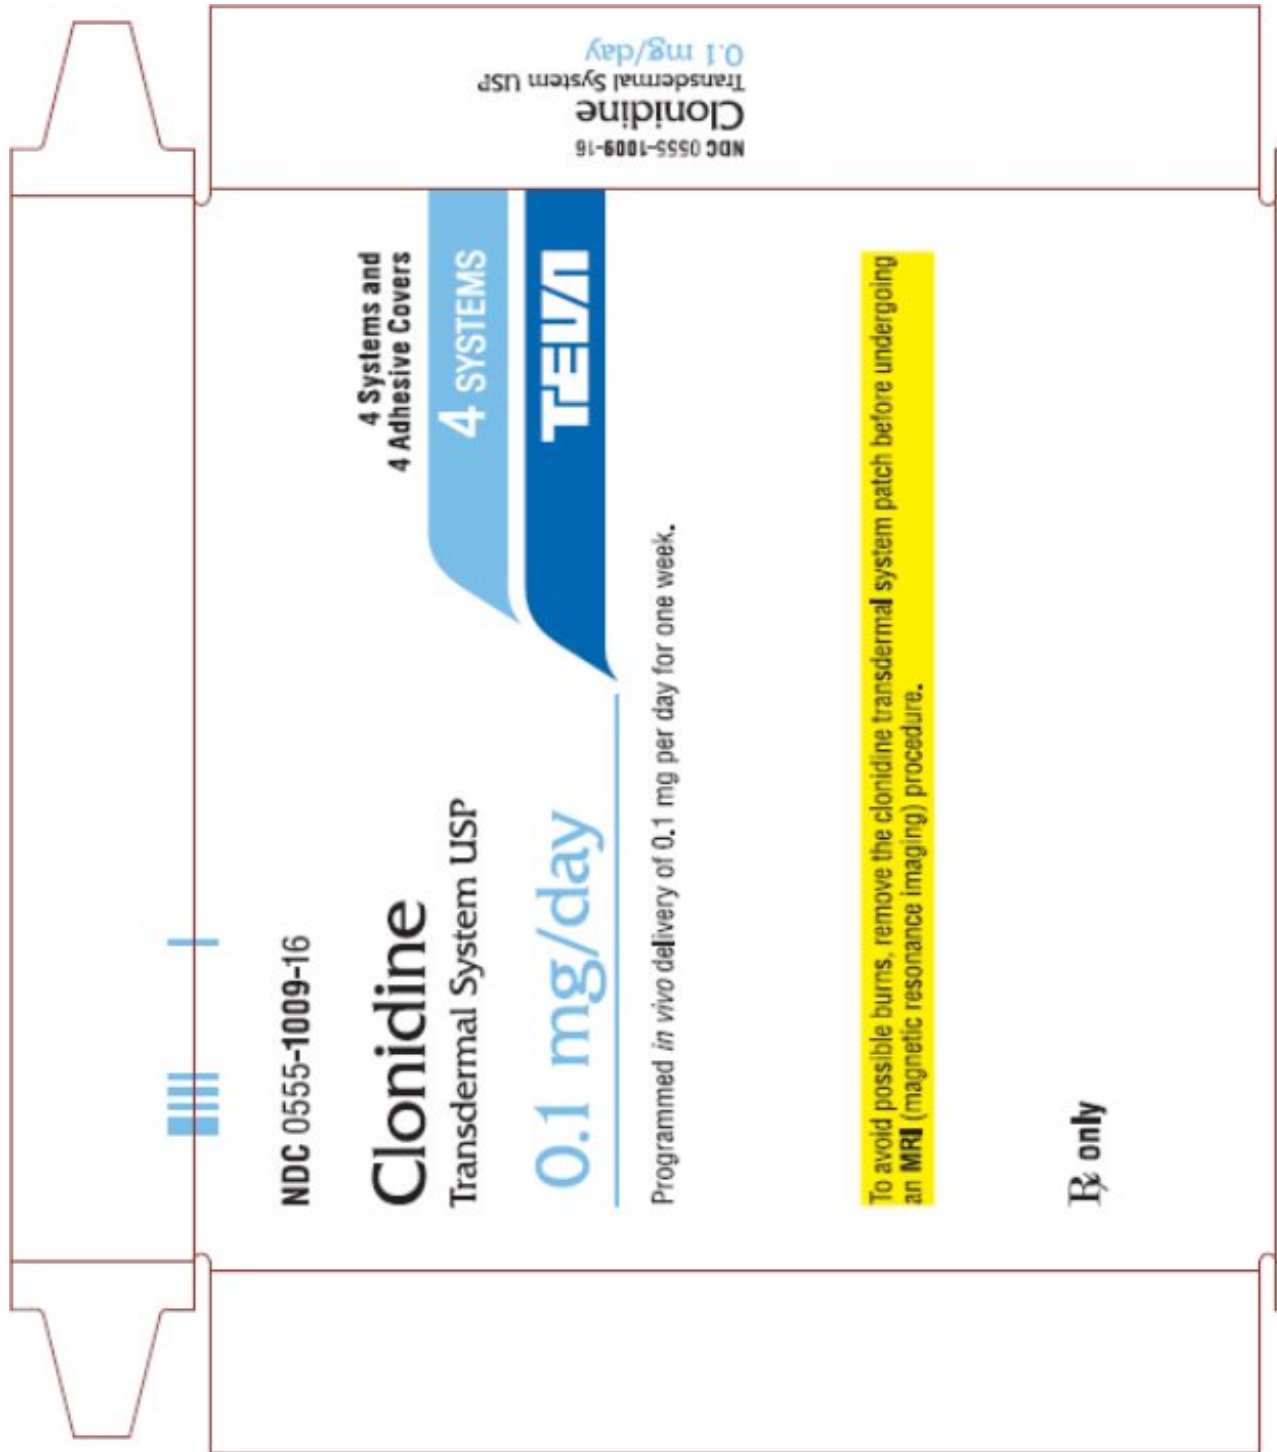 NDC 0555-1009-16
Clonidine
Transdermal System USP
0.1 mg/day
NDC 0555-1009-16
4 Systems and
4 Adhesive Covers
Clonidine
Transdermal System USP
4 SYSTEMS
0.1 mg/day
TEVA
Programmed in vivo delivery of 0.1 mg per day for one week.
To avoid possible burns, remove the clonidine transdermal system patch before undergoing
an MRI (magnetic resonance imaging) procedure.
Rx only